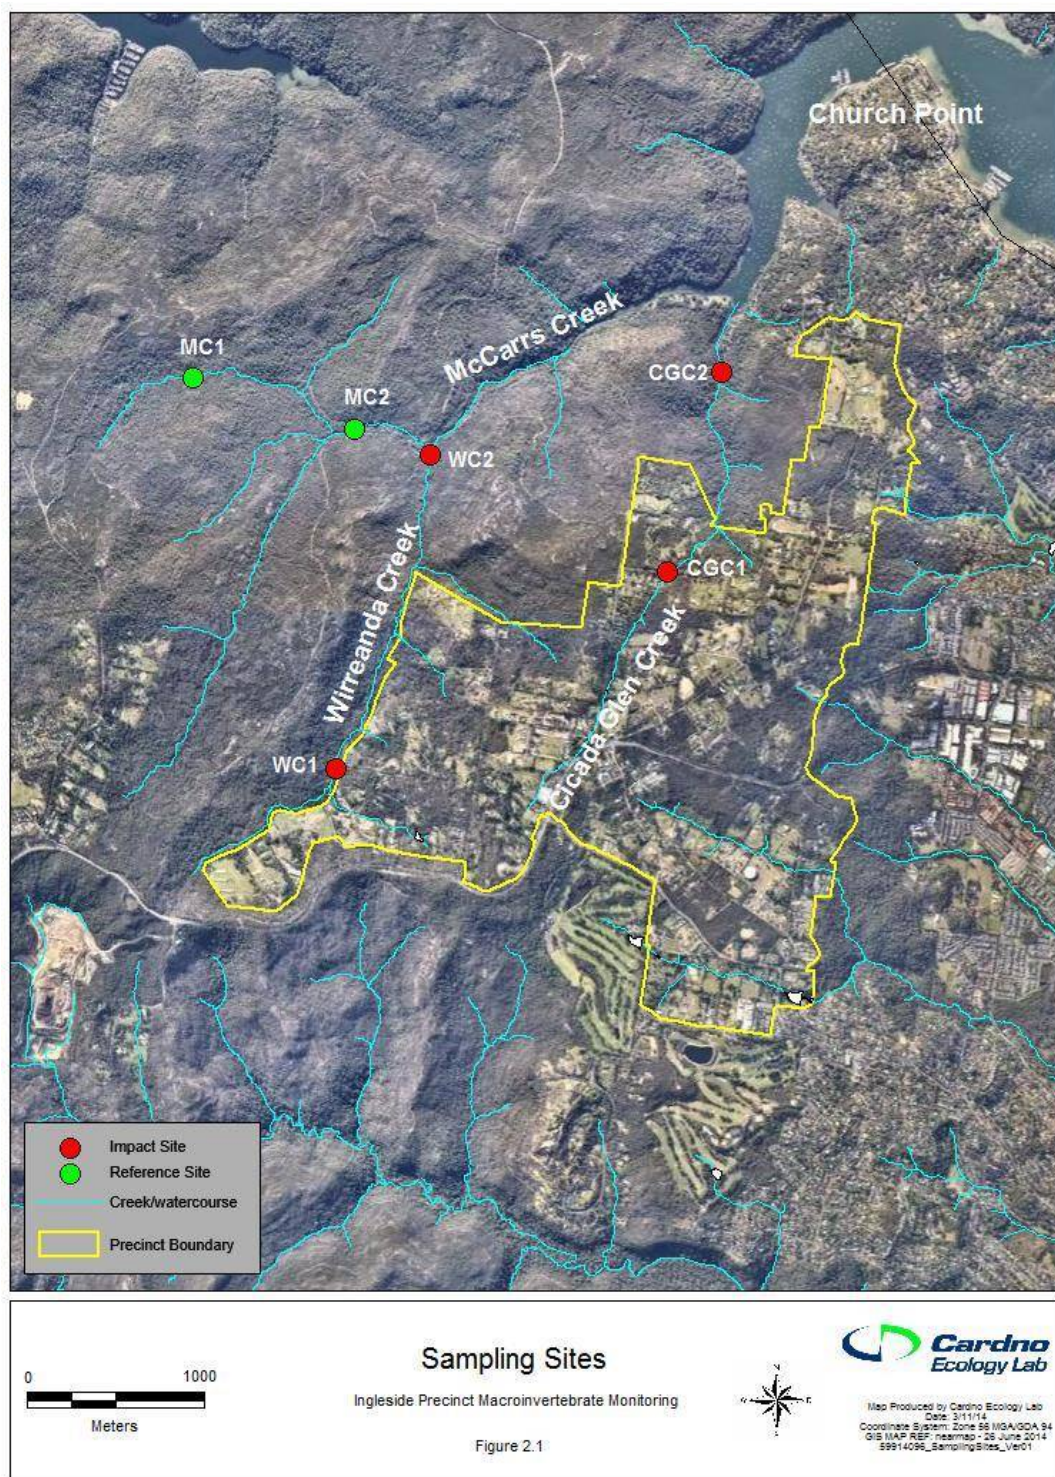 Church Point
McCarrs Creek
MC1
MC2
CGC2
WC2
CGC1
Wirreanda Creek
Cicada Glen Creek
WC1
Impact Site
Reference Site
Creek/watercourse
Precinct Boundary
0 1000
Meters
Sampling Sites
Ingleside Precinct Macroinvertebrate Monitoring
Figure 2.1
N
E
S
W
Cardno
Ecology Lab
Map Produced by Cardno Ecology Lab
Date: 3/11/14
Coordinate System: Zone 56 MGA/GDA 94
GIS MAP REF: nearmap - 26 June 2014
59914096_SamplingSites_Ver01